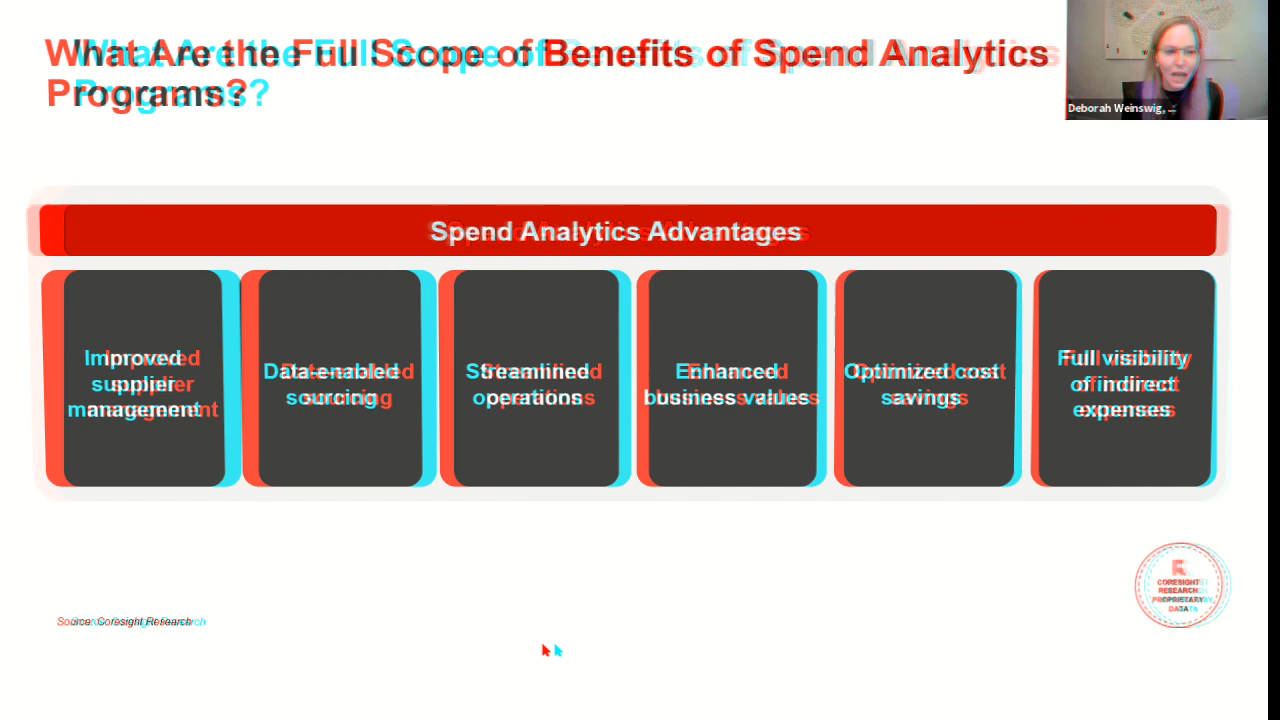 What Are the Full Scope of Benefits of Spend Analytics
Programs?
Deborah Weinswig, ...
Spend Analytics Advantages
Improved
supplier
management
Data-enabled
sourcing
Streamlined
operations
Enhanced
business values
Optimized cost
savings
Full visibility
of indirect
expenses
R
CORESIGHT
RESEARCH
PROPRIETARY
DATA
Source: Coresight Research